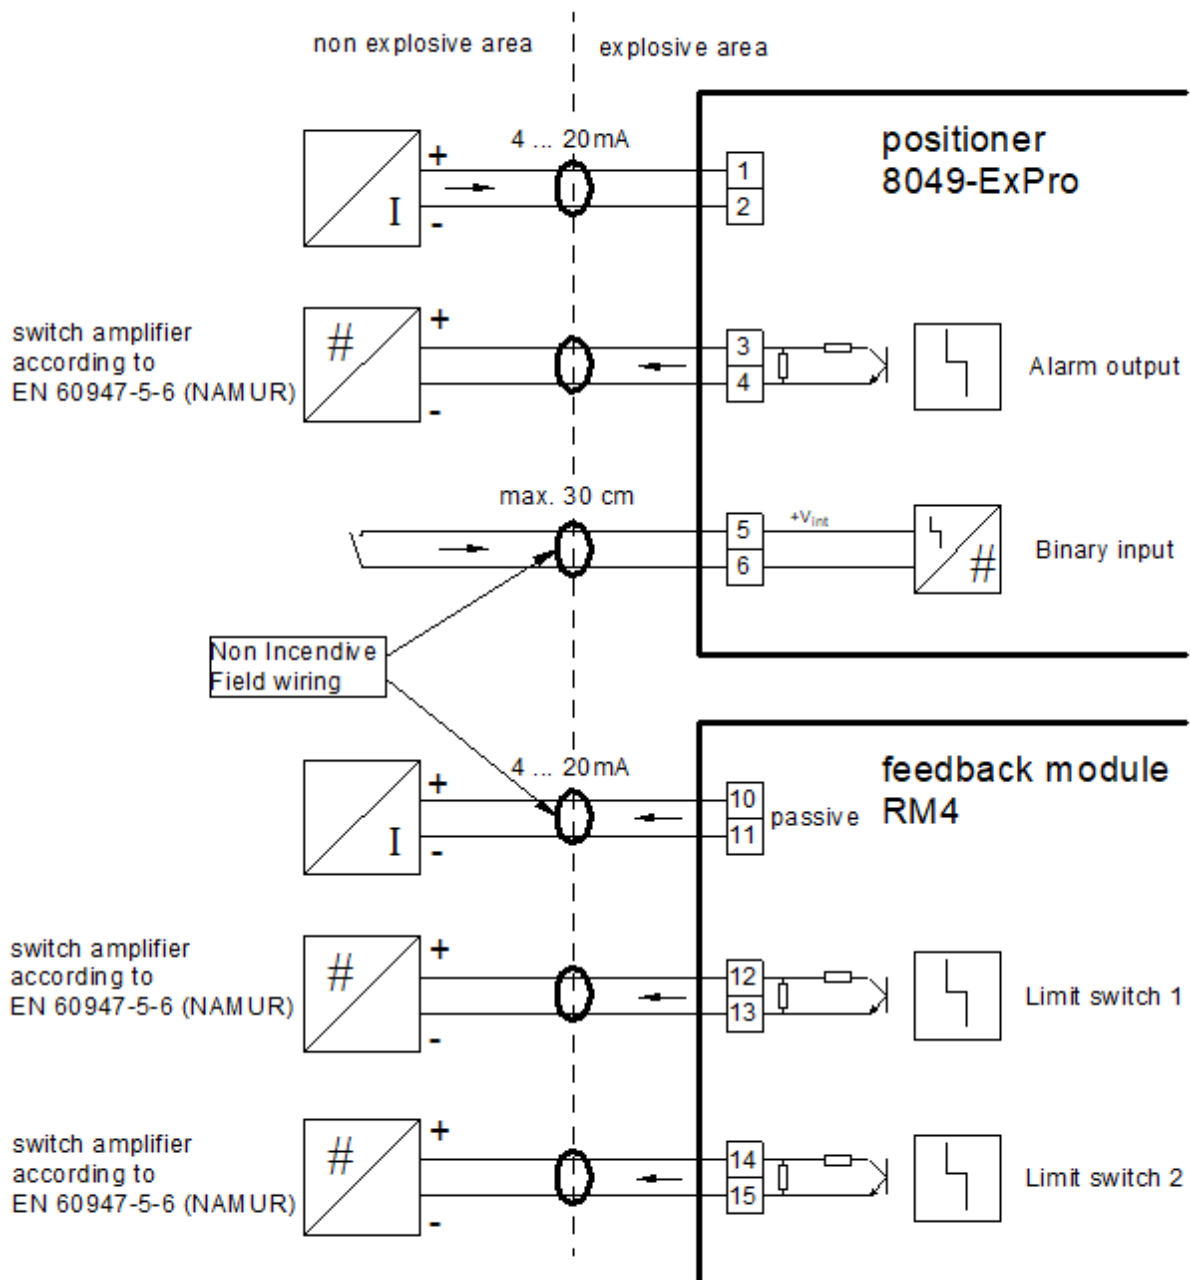 non explosive area
explosive area
4 ... 20mA
+
I
-
1
2
positioner
8049-ExPro
switch amplifier
according to
EN 60947-5-6 (NAMUR)
#
+
-
3
4
Alarm output
max. 30 cm
5
6
+Vint
#
Binary input
Non Incendive
Field wiring
4 ... 20mA
+
I
-
10
11
passive
feedback module
RM4
switch amplifier
according to
EN 60947-5-6 (NAMUR)
#
+
-
12
13
Limit switch 1
switch amplifier
according to
EN 60947-5-6 (NAMUR)
#
+
-
14
15
Limit switch 2